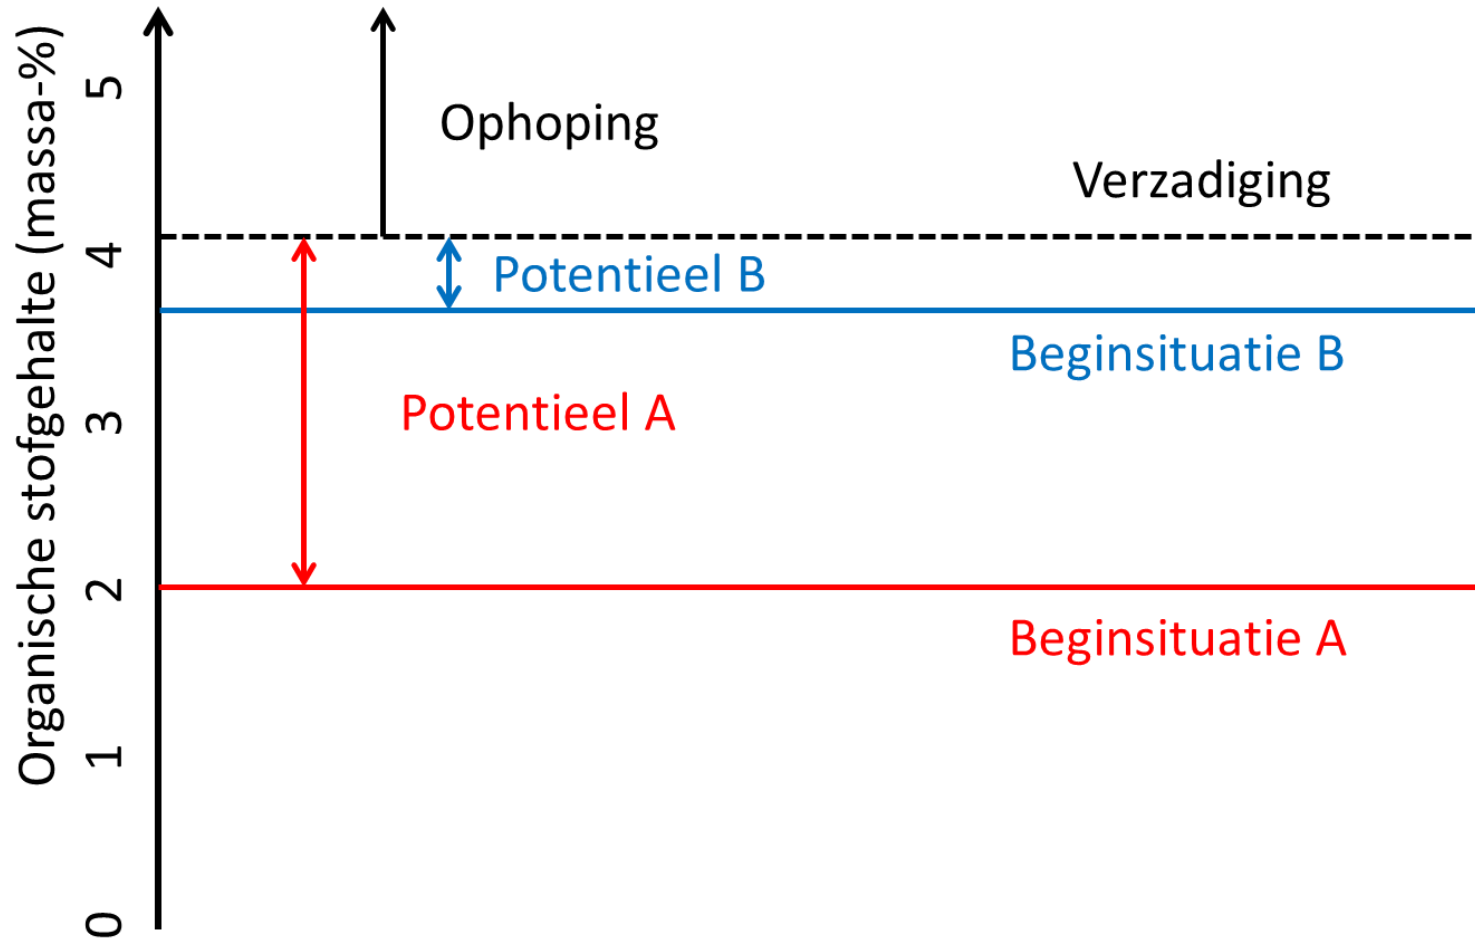 Organische stofgehalte (massa-%)
5
4
3
2
1
0
Ophoping
Verzadiging
Potentieel B
Beginsituatie B
Potentieel A
Beginsituatie A